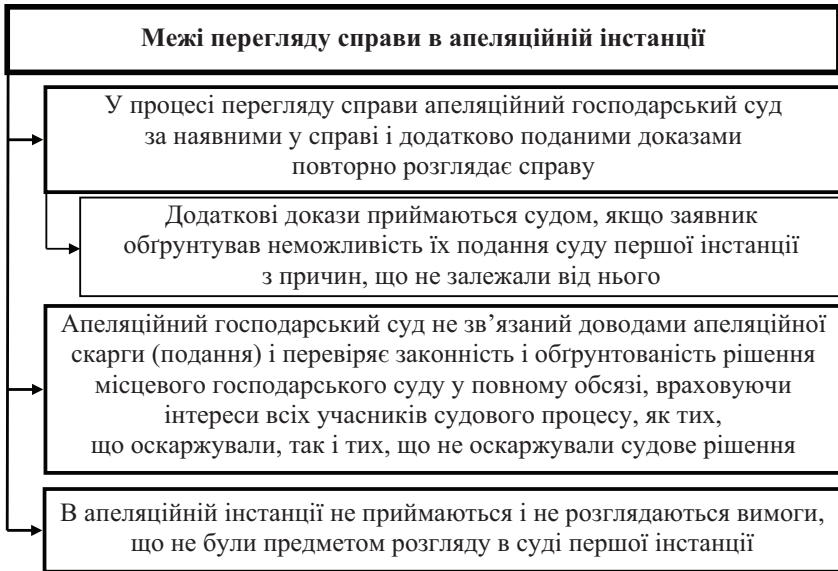 Межі перегляду справи в апеляційній інстанції
У процесі перегляду справи апеляційний господарський суд
за наявними у справі і додатково поданими доказами
повторно розглядає справу
Додаткові докази приймаються судом, якщо заявник
обґрунтував неможливість їх подання суду першої інстанції
з причин, що не залежали від нього
Апеляційний господарський суд не зв’язаний доводами апеляційної
скарги (подання) і перевіряє законність і обґрунтованість рішення
місцевого господарського суду у повному обсязі, враховуючи
інтереси всіх учасників судового процесу, як тих,
що оскаржували, так і тих, що не оскаржували судове рішення
В апеляційній інстанції не приймаються і не розглядаються вимоги,
що не були предметом розгляду в суді першої інстанції